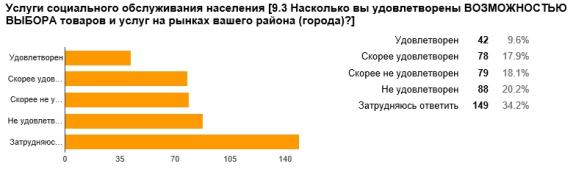 Услуги социального обслуживания населения [9.3 Насколько вы удовлетворены ВОЗМОЖНОСТЬЮ
ВЫБОРА товаров и услуг на рынках вашего района (города)?]
Удовлетворен
Скорее удов...
Скорее не у...
Не удовлетв...
Затрудняюс...
0 35 70 105 140
Удовлетворен 42 9.6%
Скорее удовлетворен 78 17.9%
Скорее не удовлетворен 79 18.1%
Не удовлетворен 88 20.2%
Затрудняюсь ответить 149 34.2%